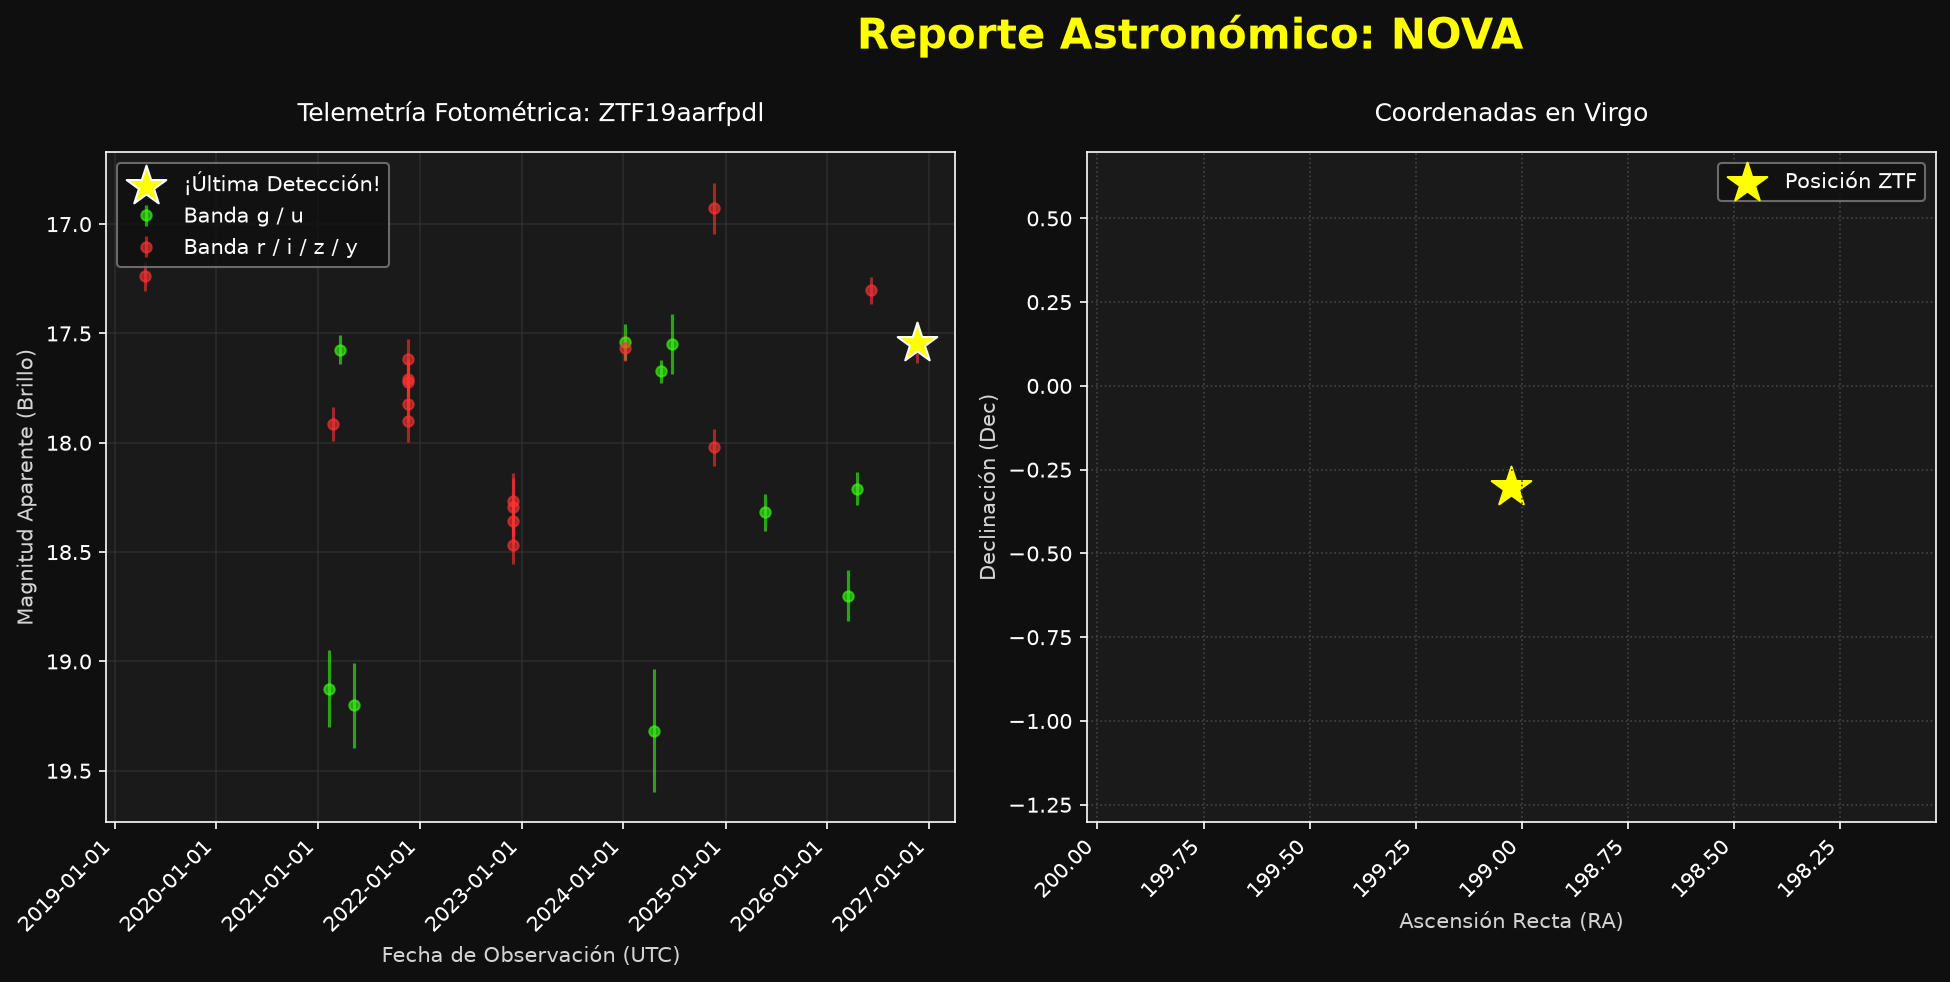 Reporte Astronómico: NOVA
Telemetría Fotométrica: ZTF19aarfpdl
¡Última Detección!
Banda g / u
Banda r / i / z / y
Magnitud Aparente (Brillo)
17.0
17.5
18.0
18.5
19.0
19.5
2019-01-01
2020-01-01
2021-01-01
2022-01-01
2023-01-01
2024-01-01
2025-01-01
2026-01-01
2027-01-01
Fecha de Observación (UTC)
Coordenadas en Virgo
Posición ZTF
Declinación (Dec)
0.50
0.25
0.00
−0.25
−0.50
−0.75
−1.00
−1.25
200.00
199.75
199.50
199.25
199.00
198.75
198.50
198.25
Ascensión Recta (RA)